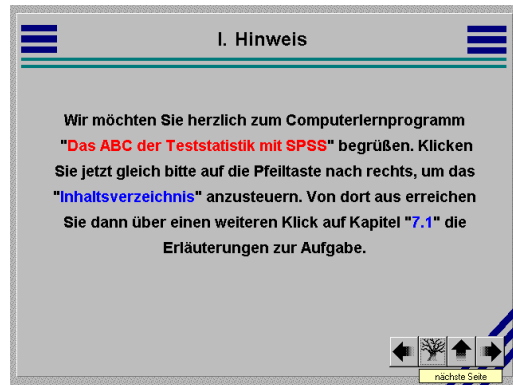 I. Hinweis
Wir möchten Sie herzlich zum Computerlernprogramm
"Das ABC der Teststatistik mit SPSS" begrüßen. Klicken
Sie jetzt gleich bitte auf die Pfeiltaste nach rechts, um das
"Inhaltsverzeichnis" anzusteuern. Von dort aus erreichen
Sie dann über einen weiteren Klick auf Kapitel "7.1" die
Erläuterungen zur Aufgabe.
nächste Seite